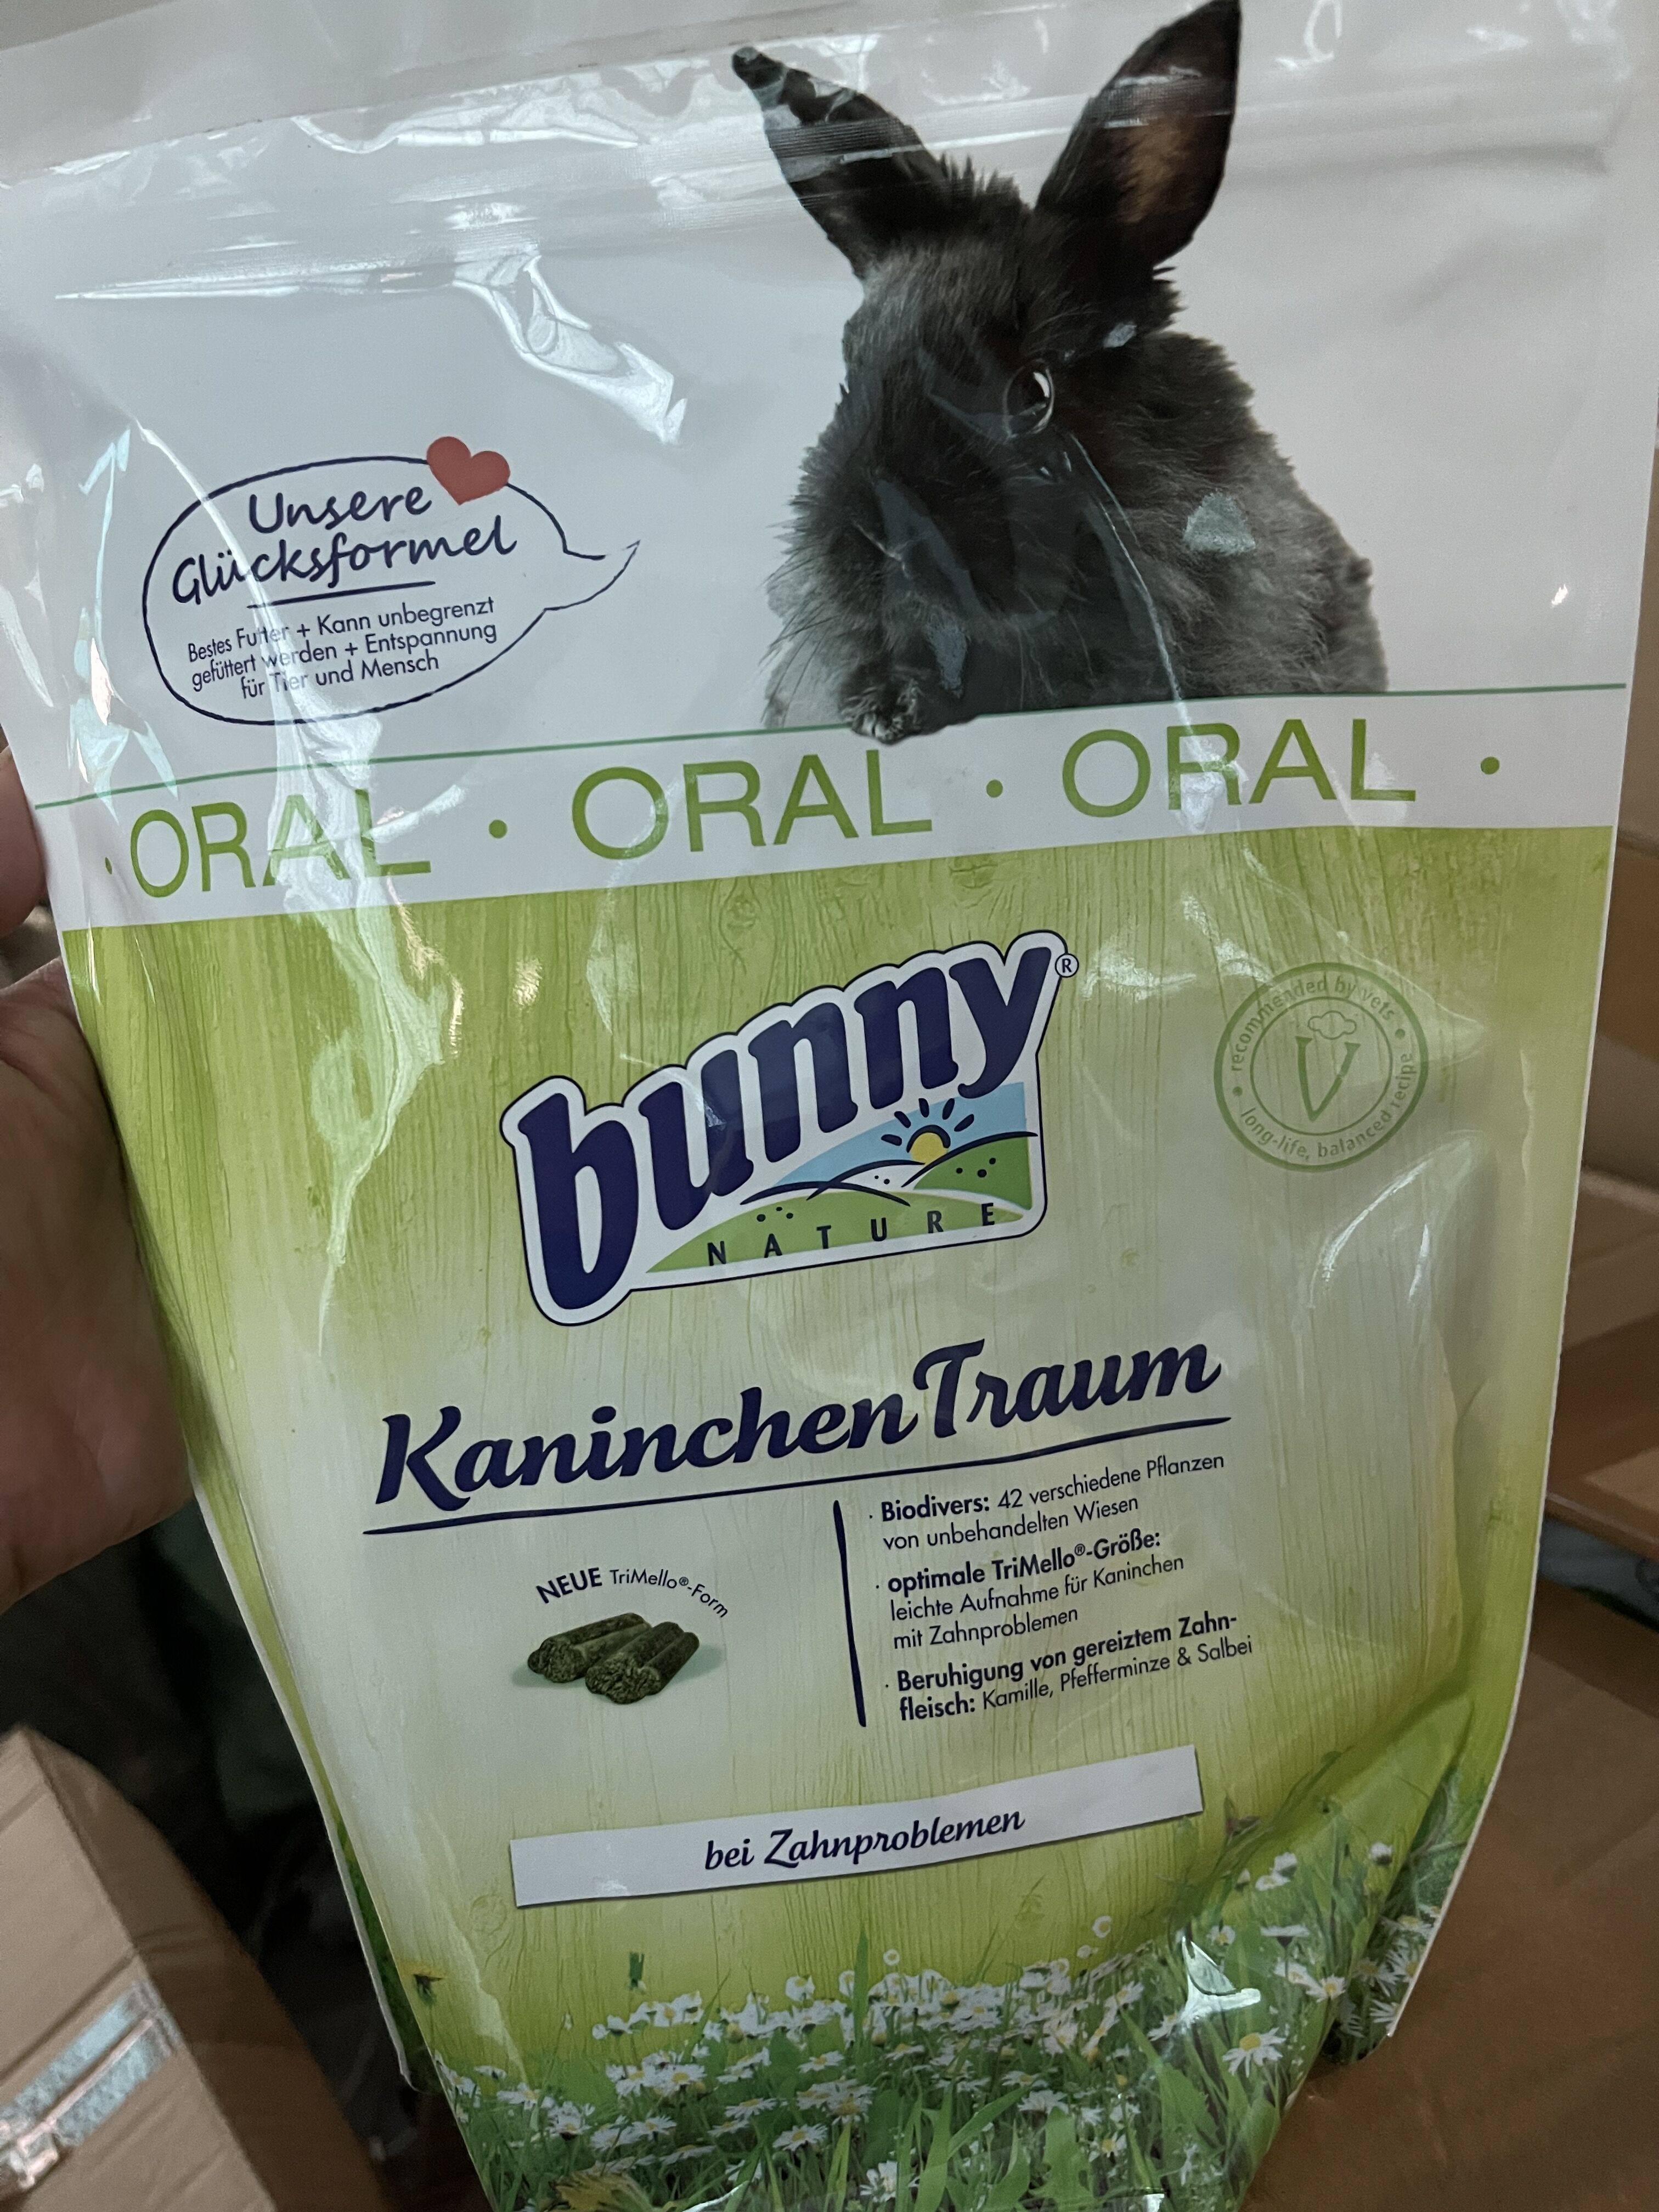 Unsere
Glücksformel
Bestes Futter + Kann unbegrenzt
gefüttert werden + Entspannung
für Tier und Mensch
· ORAL · ORAL · ORAL ·
bunny®
NATURE
recommended by vets
long-life, balanced recipe
V
KaninchenTraum
NEUE TriMello®-Form
· Biodivers: 42 verschiedene Pflanzen
von unbehandelten Wiesen
· optimale TriMello®-Größe:
leichte Aufnahme für Kaninchen
mit Zahnproblemen
· Beruhigung von gereiztem Zahn-
fleisch: Kamille, Pfefferminze & Salbei
bei Zahnproblemen